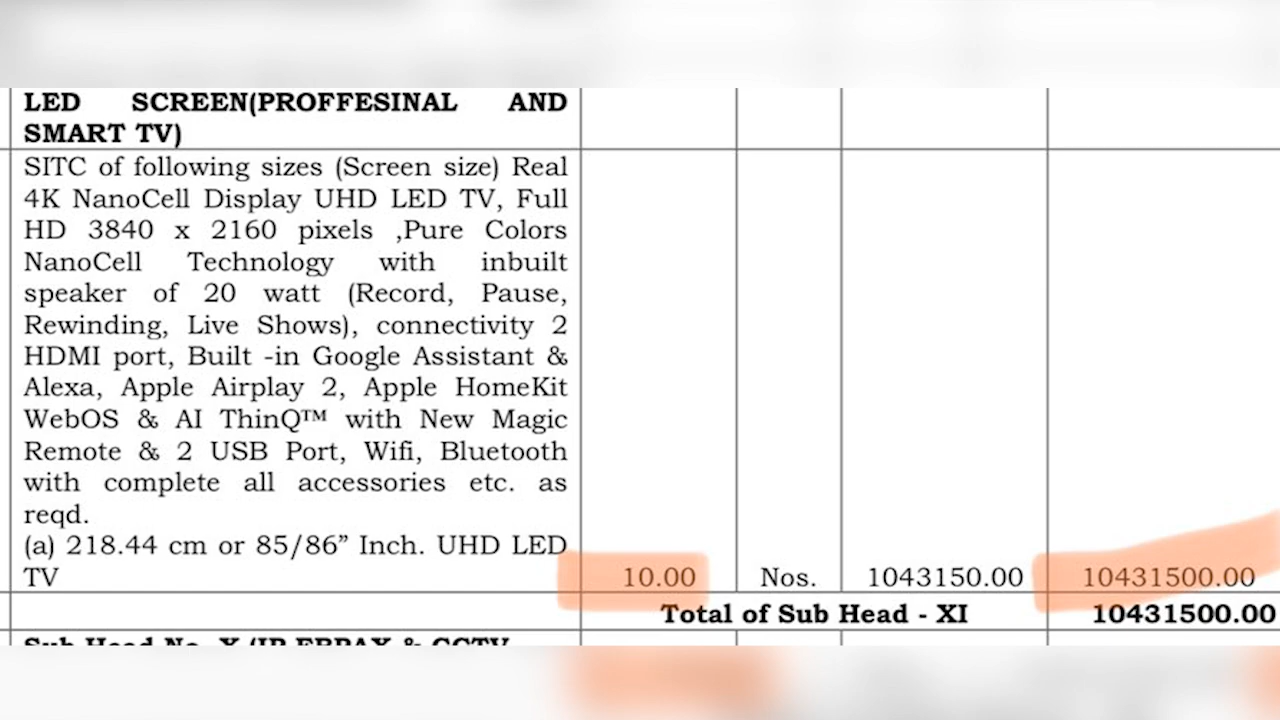 LED SCREEN(PROFFESINAL AND
SMART TV)
SITC of following sizes (Screen size) Real
4K NanoCell Display UHD LED TV, Full
HD 3840 x 2160 pixels ,Pure Colors
NanoCell Technology with inbuilt
speaker of 20 watt (Record, Pause,
Rewinding, Live Shows), connectivity 2
HDMI port, Built -in Google Assistant &
Alexa, Apple Airplay 2, Apple HomeKit
WebOS & AI ThinQ™ with New Magic
Remote & 2 USB Port, Wifi, Bluetooth
with complete all accessories etc. as
reqd.
(a) 218.44 cm or 85/86” Inch. UHD LED
TV 10.00 Nos. 1043150.00 10431500.00
Total of Sub Head - XI 10431500.00